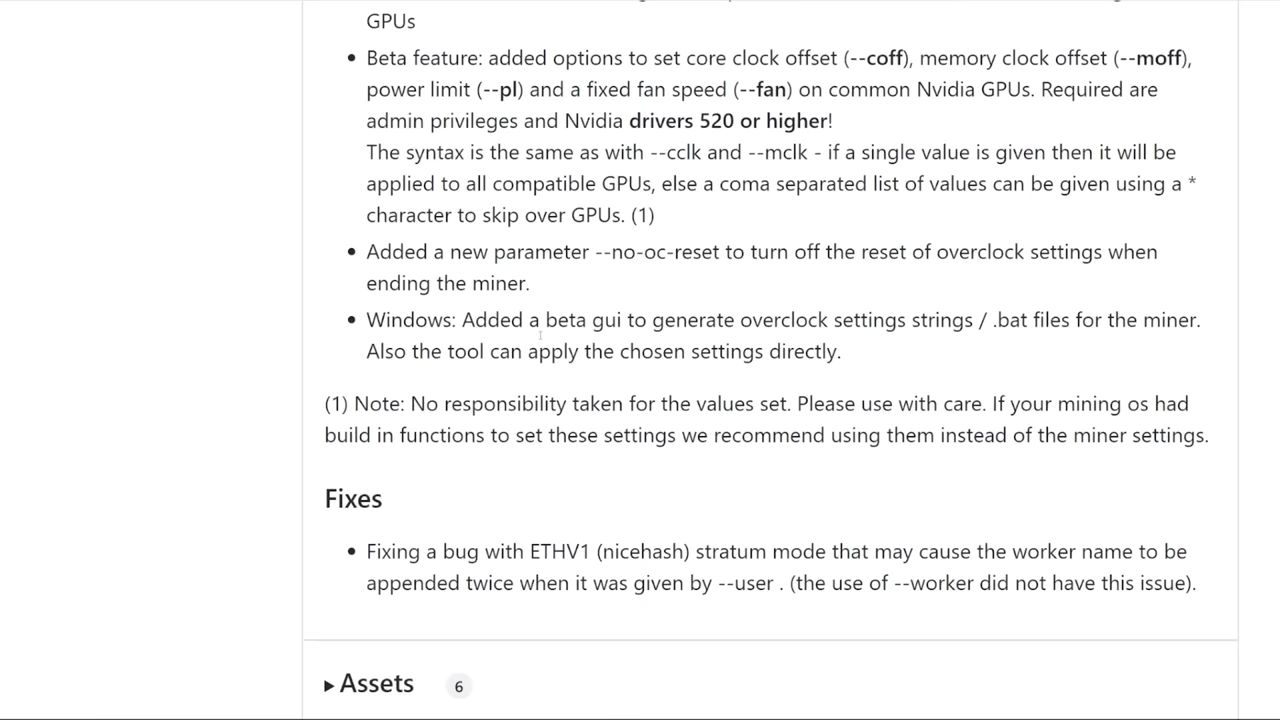 GPUs
• Beta feature: added options to set core clock offset (--coff), memory clock offset (--moff),
power limit (--pl) and a fixed fan speed (--fan) on common Nvidia GPUs. Required are
admin privileges and Nvidia drivers 520 or higher!
The syntax is the same as with --cclk and --mclk - if a single value is given then it will be
applied to all compatible GPUs, else a coma separated list of values can be given using a *
character to skip over GPUs. (1)
• Added a new parameter --no-oc-reset to turn off the reset of overclock settings when
ending the miner.
• Windows: Added a beta gui to generate overclock settings strings / .bat files for the miner.
Also the tool can apply the chosen settings directly.
(1) Note: No responsibility taken for the values set. Please use with care. If your mining os had
build in functions to set these settings we recommend using them instead of the miner settings.
Fixes
• Fixing a bug with ETHV1 (nicehash) stratum mode that may cause the worker name to be
appended twice when it was given by --user . (the use of --worker did not have this issue).
Assets 6